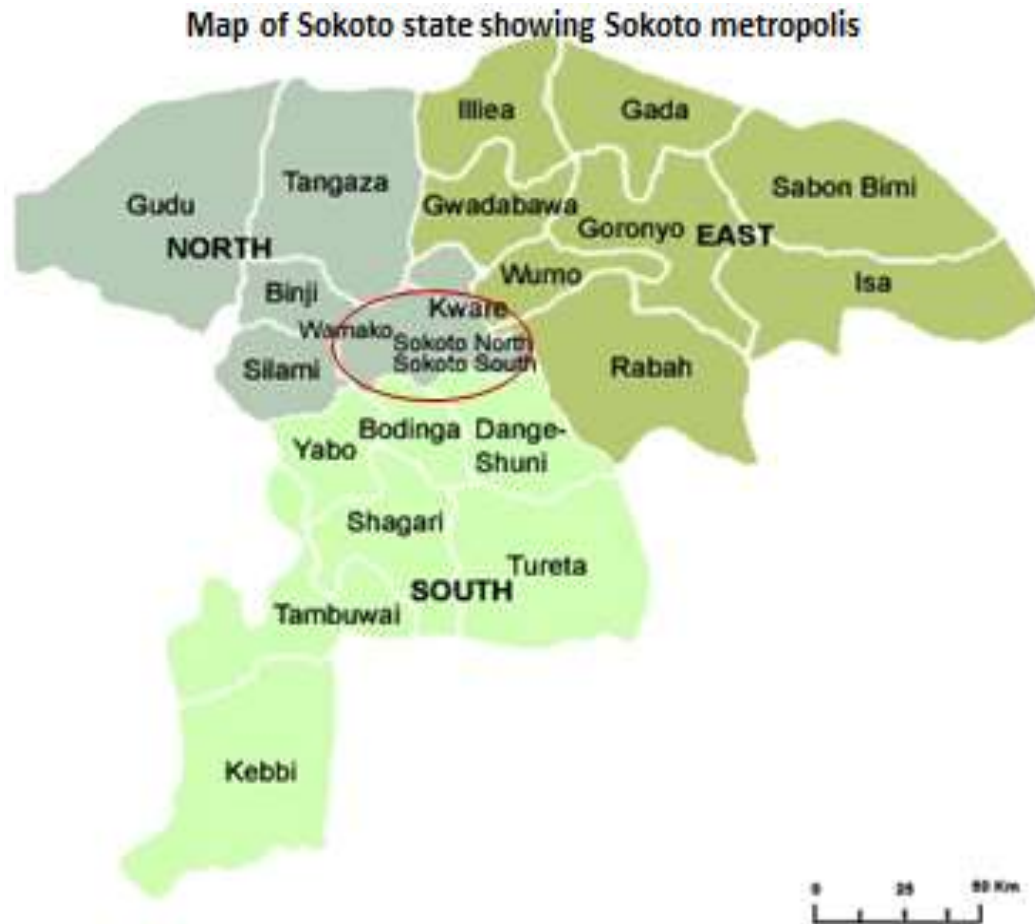 Map of Sokoto state showing Sokoto metropolis
Illiea
Gada
Tangaza
Sabon Birni
Gudu
Gwadabawa
Goronyo
EAST
NORTH
Wurno
Isa
Binji
Kware
Wamako
Sokoto North
Sokoto South
Silami
Rabah
Bodinga
Dange-
Shuni
Yabo
Shagari
Tureta
SOUTH
Tambuwai
Kebbi
0 25 50 Km